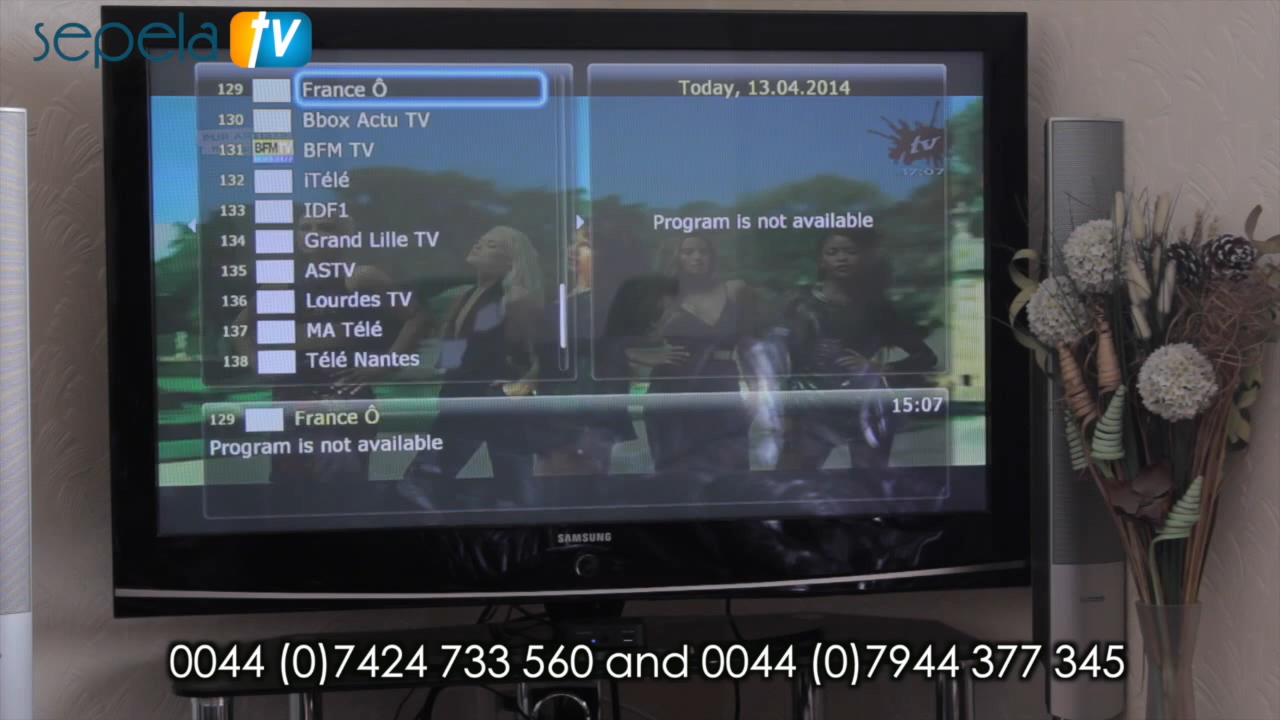 sepela tv
129 France Ô
130 Bbox Actu TV
131 BFM TV BFM TV
132 iTélé
133 IDF1
134 Grand Lille TV
135 ASTV
136 Lourdes TV
137 MA Télé
138 Télé Nantes
Today, 13.04.2014
tv
17:07
Program is not available
129 France Ô
15:07
Program is not available
SAMSUNG
0044 (0)7424 733 560 and 0044 (0)7944 377 345